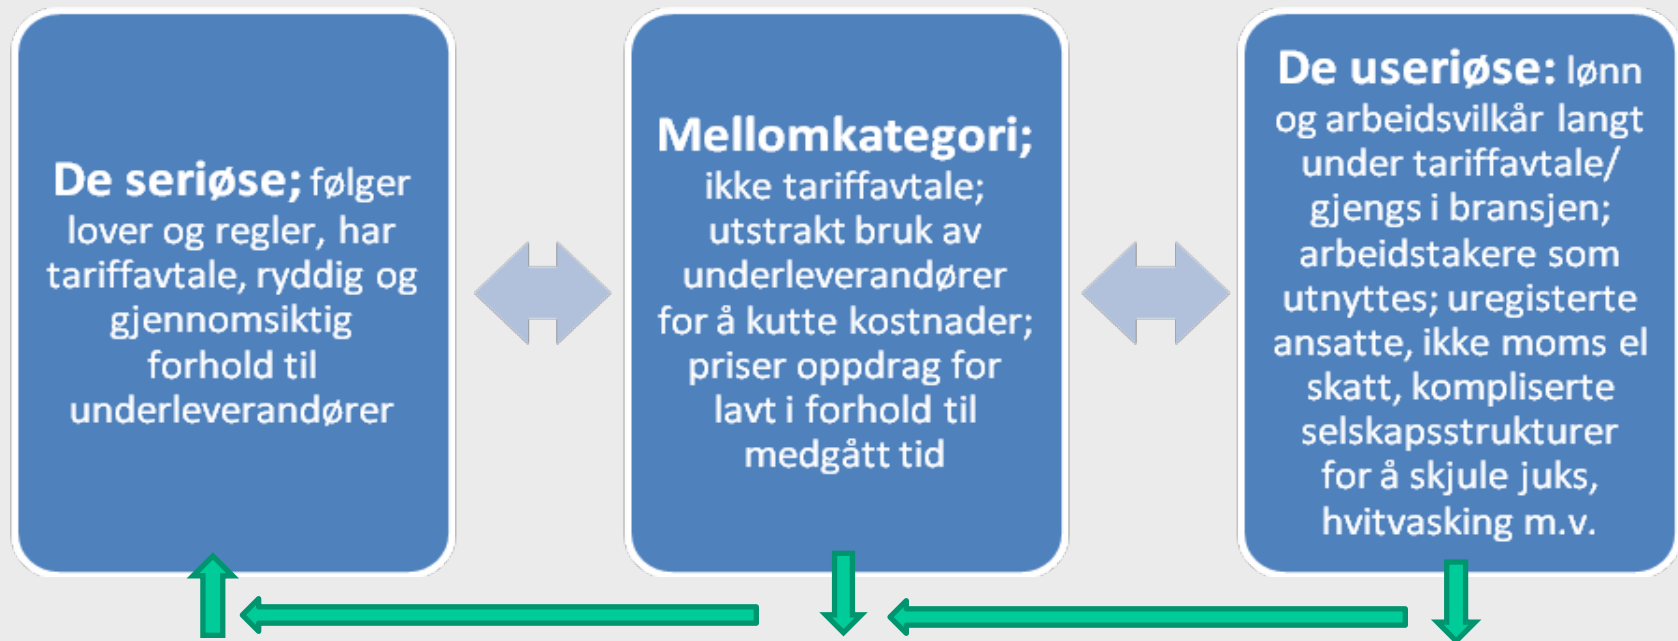 De seriøse; følger
lover og regler, har
tariffavtale, ryddig og
gjennomsiktig
forhold til
underleverandører
Mellomkategori;
ikke tariffavtale;
utstrakt bruk av
underleverandører
for å kutte kostnader;
priser oppdrag for
lavt i forhold til
medgått tid
De useriøse: lønn
og arbeidsvilkår langt
under tariffavtale/
gjengs i bransjen;
arbeidstakere som
utnyttes; uregisterte
ansatte, ikke moms el
skatt, kompliserte
selskapsstrukturer
for å skjule juks,
hvitvasking m.v.